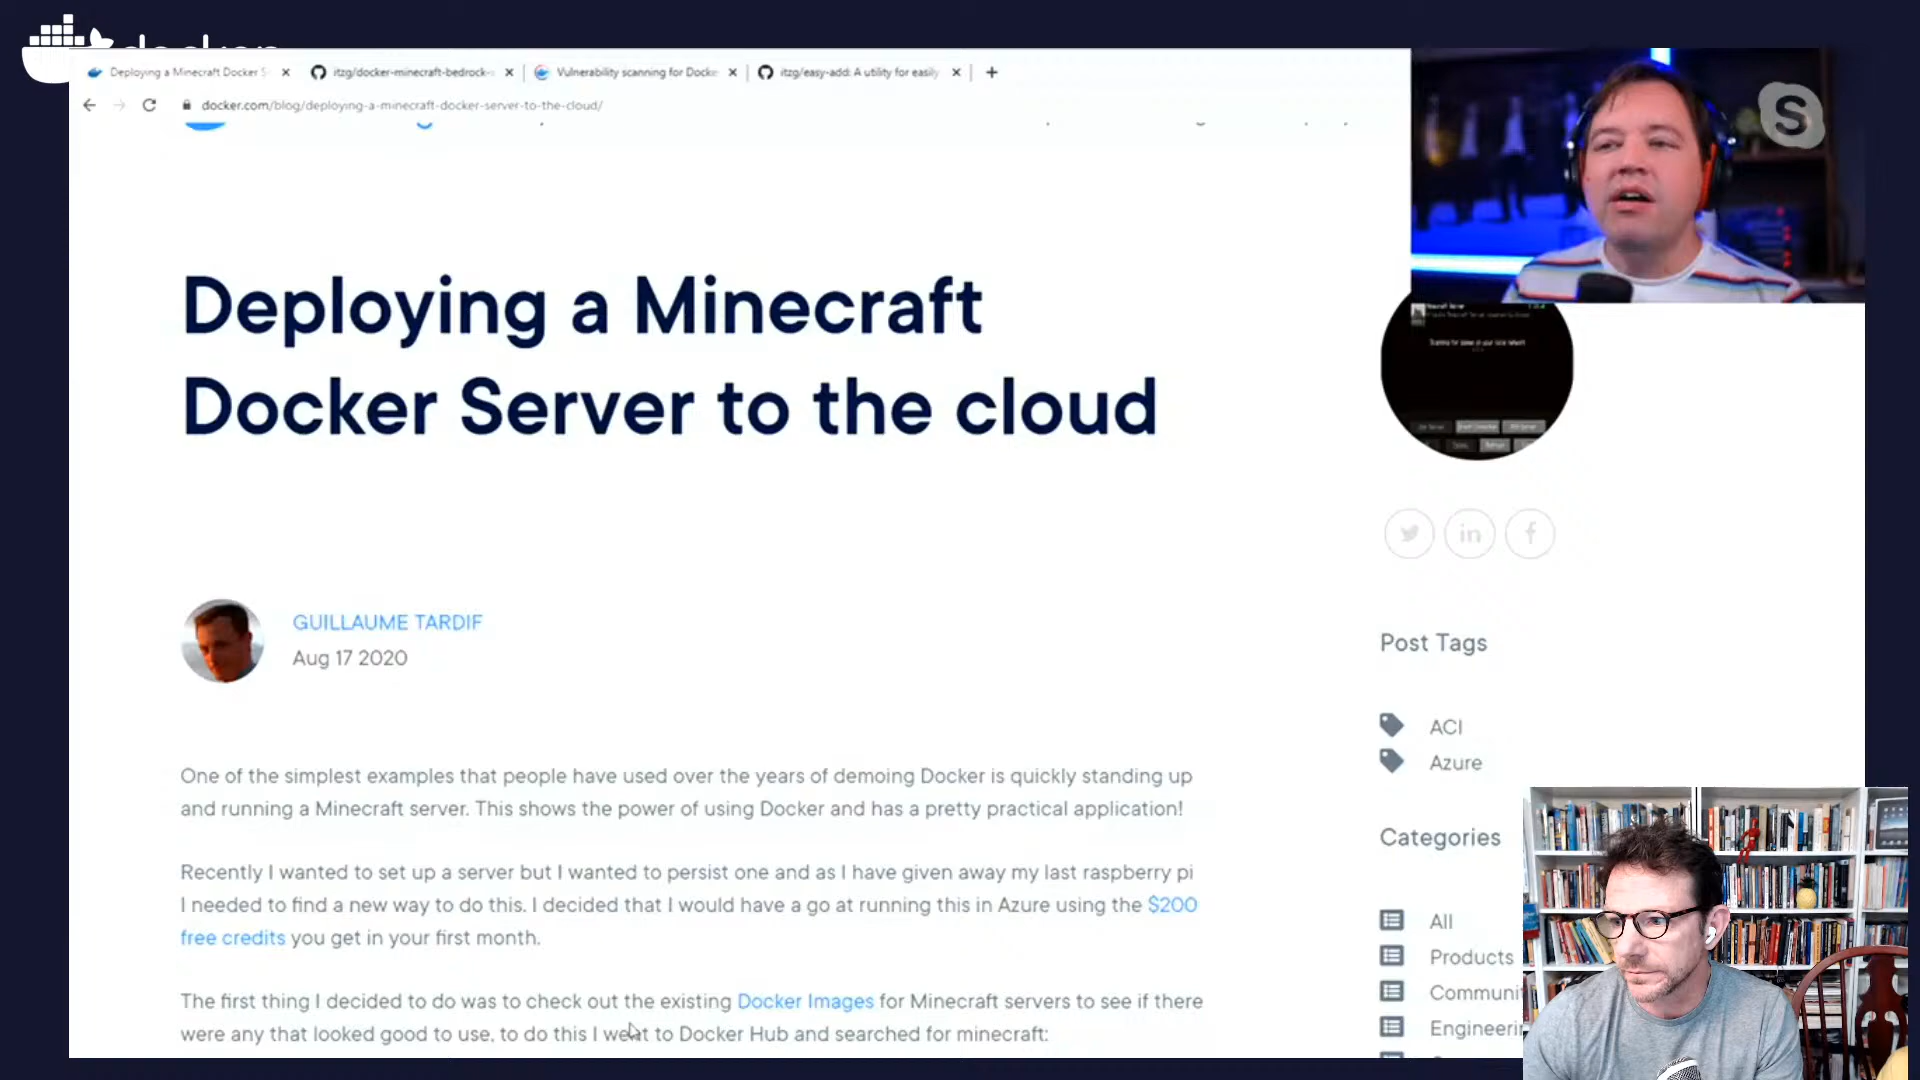 docker
Deploying a Minecraft Docker S
itzg/docker-minecraft-bedrock-
Vulnerability scanning for Docke
itzg/easy-add: A utility for easily
docker.com/blog/deploying-a-minecraft-docker-server-to-the-cloud/
Deploying a Minecraft
Docker Server to the cloud
GUILLAUME TARDIF
Aug 17 2020
One of the simplest examples that people have used over the years of demoing Docker is quickly standing up
and running a Minecraft server. This shows the power of using Docker and has a pretty practical application!
Recently I wanted to set up a server but I wanted to persist one and as I have given away my last raspberry pi
I needed to find a new way to do this. I decided that I would have a go at running this in Azure using the $200
free credits you get in your first month.
The first thing I decided to do was to check out the existing Docker Images for Minecraft servers to see if there
were any that looked good to use, to do this I went to Docker Hub and searched for minecraft:
S
in
f
Post Tags
ACI
Azure
Categories
All
Products
Communit
Engineerin